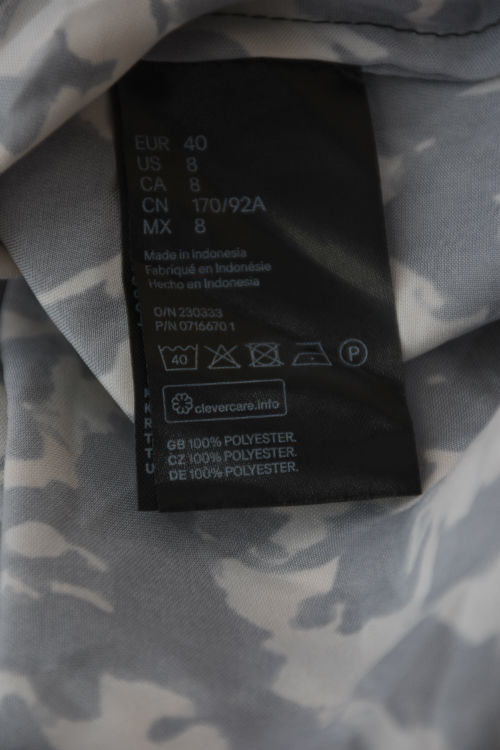 EUR 40
US 8
CA 8
CN 170/92A
MX 8
Made in Indonesia
Fabriqué en Indonésie
Hecho en Indonesia
O/N 230333
P/N 0716670 1
40 P
clevercare.info
GB 100% POLYESTER.
CZ 100% POLYESTER.
DE 100% POLYESTER.